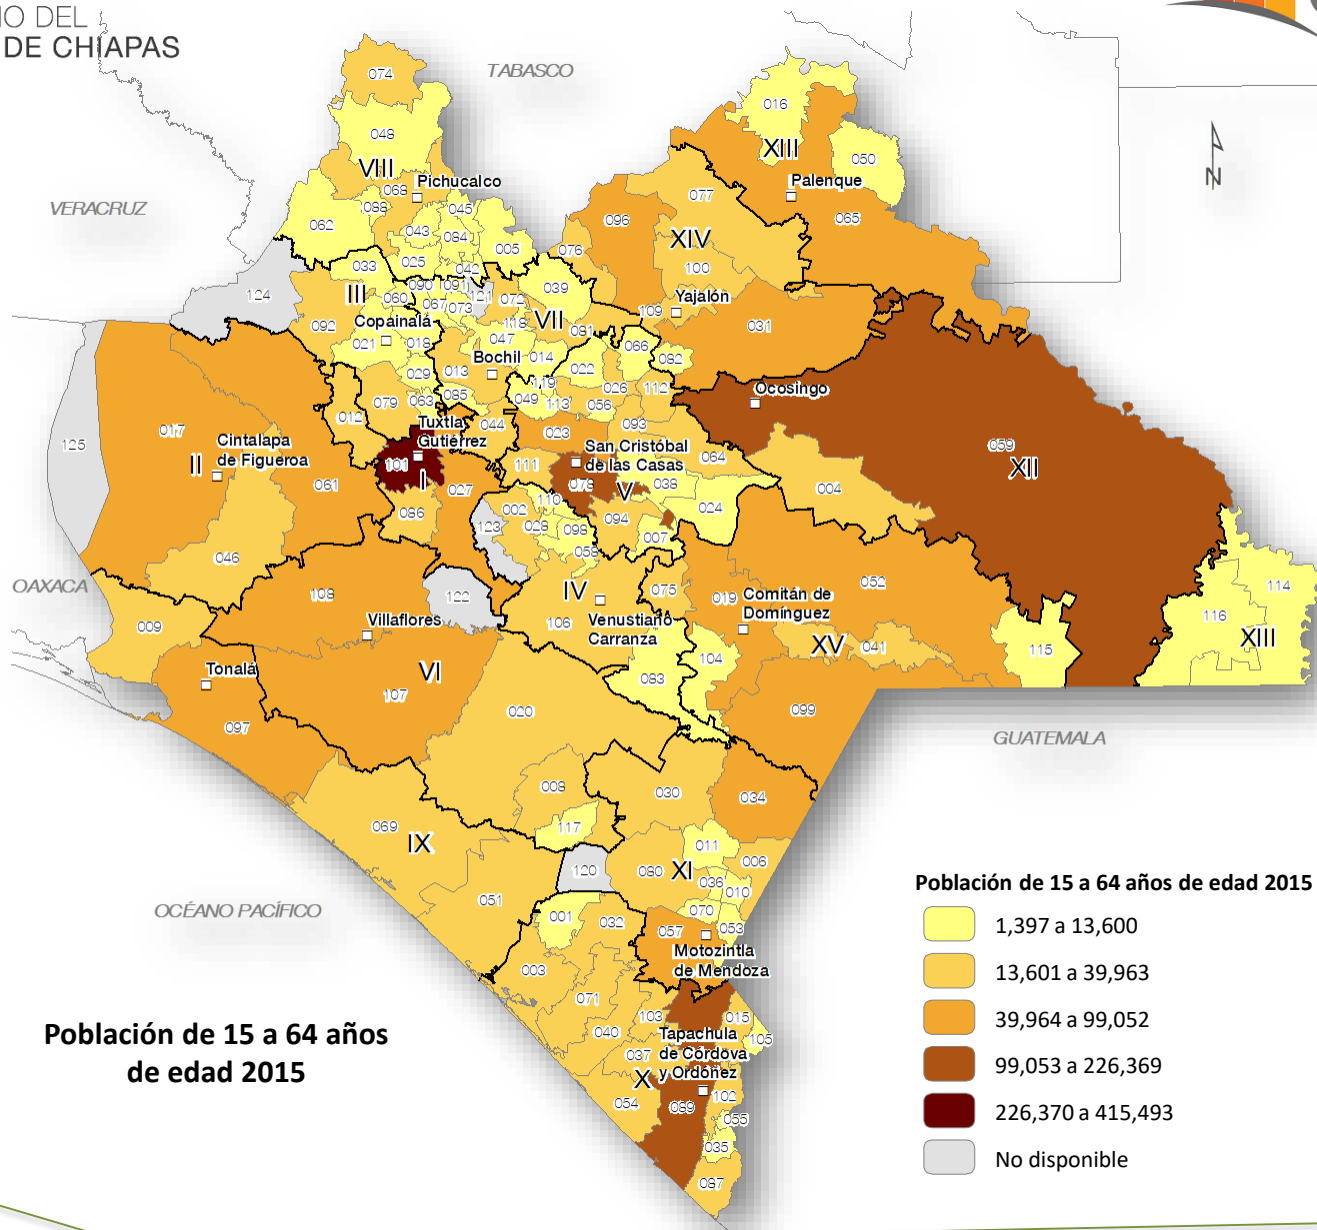 IO DEL
DE CHIAPAS
TABASCO
VERACRUZ
OAXACA
OCÉANO PACÍFICO
GUATEMALA
N
074
048
VIII
068
Pichucalco
088
045
062
043
084
005
025
042
033
124
III
060
090
091
121
067
073
072
118
039
VII
092
Copainalá
021
018
047
081
Bochil
014
029
013
119
079
063
085
049
113
012
044
Tuxtla
Gutiérrez
101
I
027
086
016
XIII
050
Palenque
065
077
096
XIV
076
100
Yajalón
109
031
066
082
022
026
112
056
093
023
San Cristóbal
de las Casas
064
111
078
038
V
024
094
007
110
002
028
098
058
123
Ocosingo
059
XII
004
125
017
Cintalapa
de Figueroa
II
061
046
108
122
Villaflores
009
Tonalá
097
VI
107
020
IV
106
Venustiano
Carranza
075
019
052
Comitán de
Domínguez
XV
041
104
083
099
115
116
114
XIII
008
117
030
034
069
IX
051
120
080
XI
011
006
036
010
070
053
057
Motozintla
de Mendoza
001
032
003
071
040
103
015
105
Tapachula
de Córdova
y Ordoñez
037
X
054
089
102
055
035
087
Población de 15 a 64 años
de edad 2015
Población de 15 a 64 años de edad 2015
1,397 a 13,600
13,601 a 39,963
39,964 a 99,052
99,053 a 226,369
226,370 a 415,493
No disponible